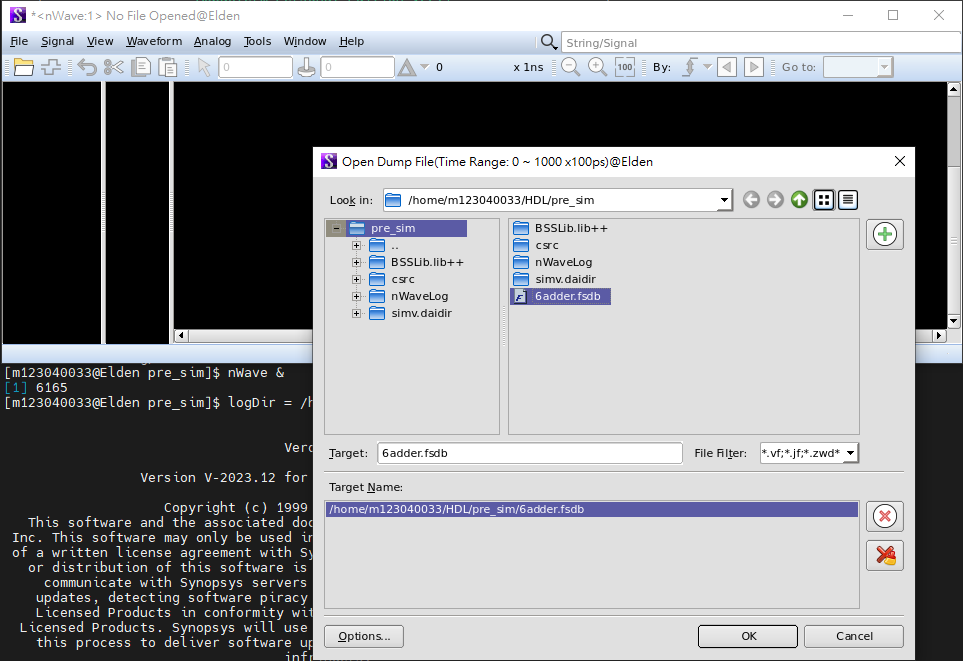 *<nWave:1> No File Opened@Elden
File Signal View Waveform Analog Tools Window Help
String/Signal
0 0 0 x 1ns 100 By: Go to:
Open Dump File(Time Range: 0 ~ 1000 x100ps)@Elden
Look in: /home/m123040033/HDL/pre_sim
pre_sim
..
BSSLib.lib++
csrc
nWaveLog
simv.daidir
BSSLib.lib++
csrc
nWaveLog
simv.daidir
6adder.fsdb
Target: 6adder.fsdb File Filter: *.vf;*.jf;*.zwd*
Target Name:
/home/m123040033/HDL/pre_sim/6adder.fsdb
Options... OK Cancel
[m123040033@Elden pre_sim]$ nWave &
[1] 6165
[m123040033@Elden pre_sim]$ logDir = /h
Verd
Version V-2023.12 for
Copyright (c) 1999
This software and the associated doc
Inc. This software may only be used in
of a written license agreement with Sy
or distribution of this software is
communicate with Synopsys servers
updates, detecting software piracy
Licensed Products in conformity wit
Licensed Products. Synopsys will use
this process to deliver software up